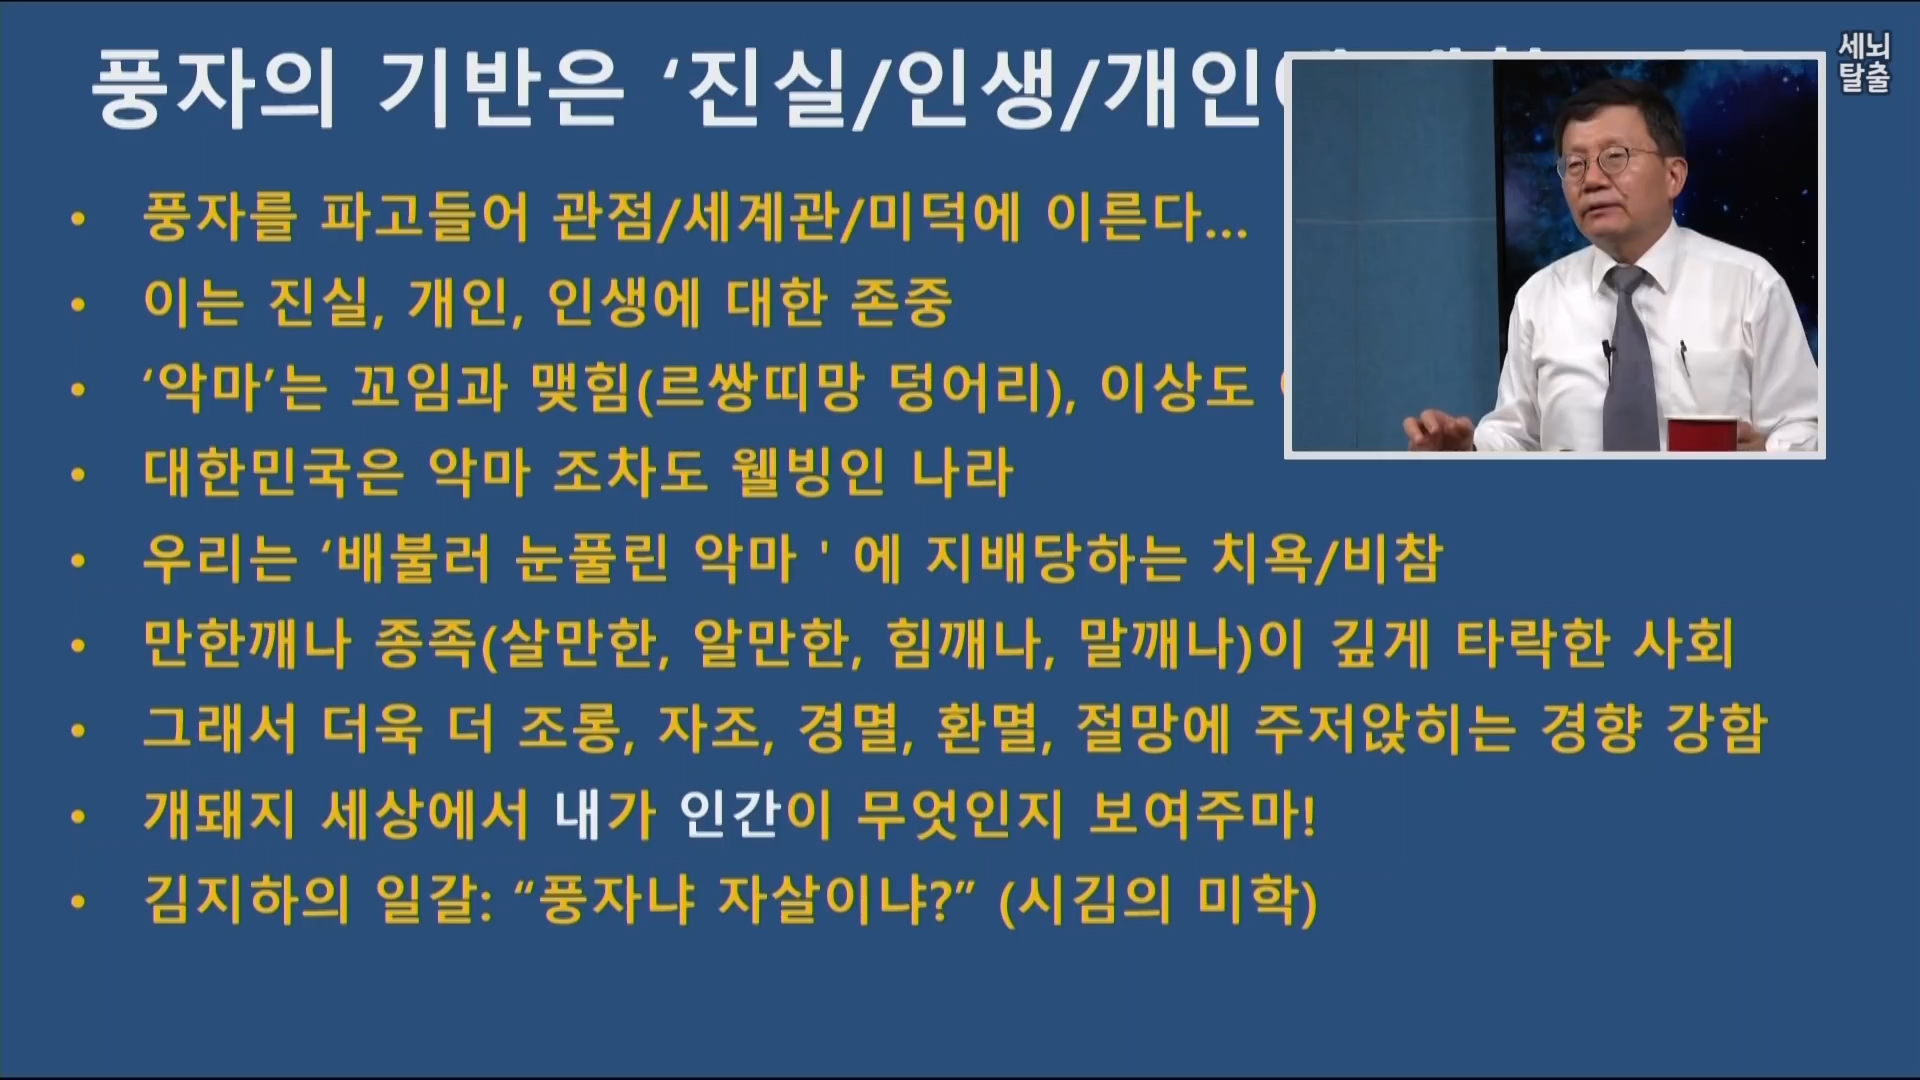 풍자의 기반은 ‘진실/인생/개인
세뇌
탈출
• 풍자를 파고들어 관점/세계관/미덕에 이른다...
• 이는 진실, 개인, 인생에 대한 존중
• ‘악마’는 꼬임과 맺힘(르쌍띠망 덩어리), 이상도
• 대한민국은 악마 조차도 웰빙인 나라
• 우리는 ‘배불러 눈풀린 악마 ' 에 지배당하는 치욕/비참
• 만한깨나 종족(살만한, 알만한, 힘깨나, 말깨나)이 깊게 타락한 사회
• 그래서 더욱 더 조롱, 자조, 경멸, 환멸, 절망에 주저앉히는 경향 강함
• 개돼지 세상에서 내가 인간이 무엇인지 보여주마!
• 김지하의 일갈: “풍자냐 자살이냐?” (시김의 미학)